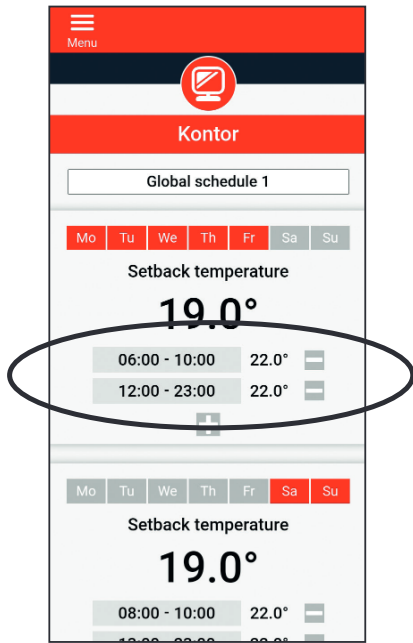 Menu
Kontor
Global schedule 1
Mo Tu We Th Fr Sa Su
Setback temperature
19.0°
06:00 - 10:00 22.0°
12:00 - 23:00 22.0°
Mo Tu We Th Fr Sa Su
Setback temperature
19.0°
08:00 - 10:00 22.0°